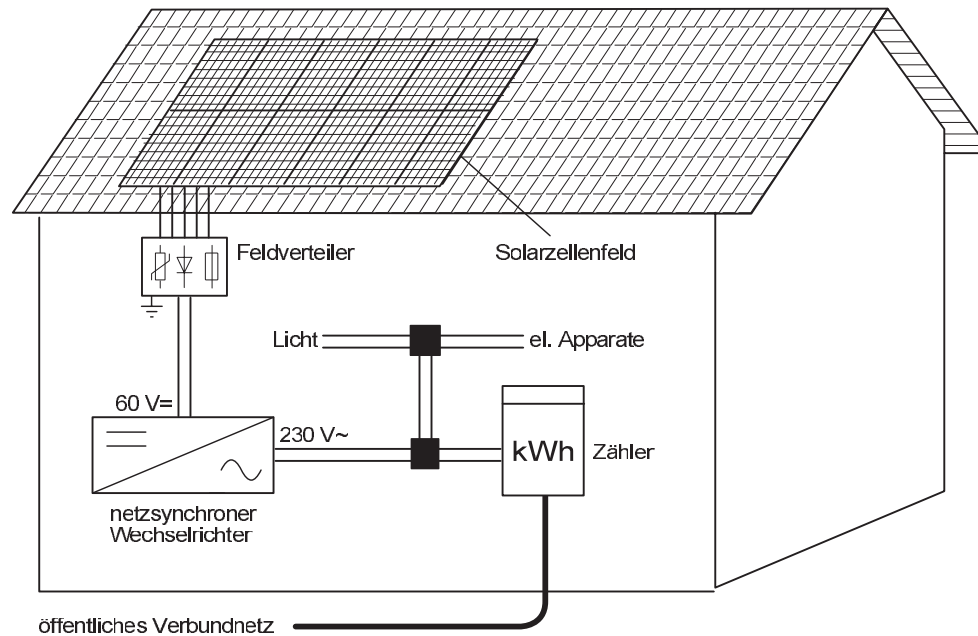 Feldverteiler
Solarzellenfeld
Licht
el. Apparate
60 V=
230 V~
kWh
Zähler
netzsynchroner
Wechselrichter
öffentliches Verbundnetz